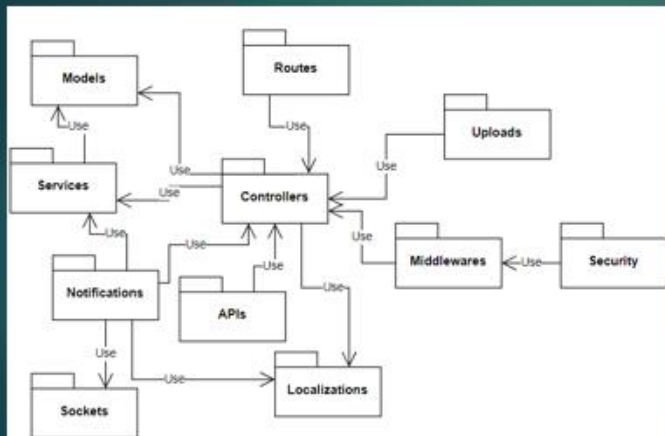 Routes
Models
Use
Use
Uploads
Use
Use
Use
Services
Controllers
Use
Use
Use
Use
Middlewares
Use
Security
Notifications
Use
APIs
Use
Use
Use
Localizations
Sockets